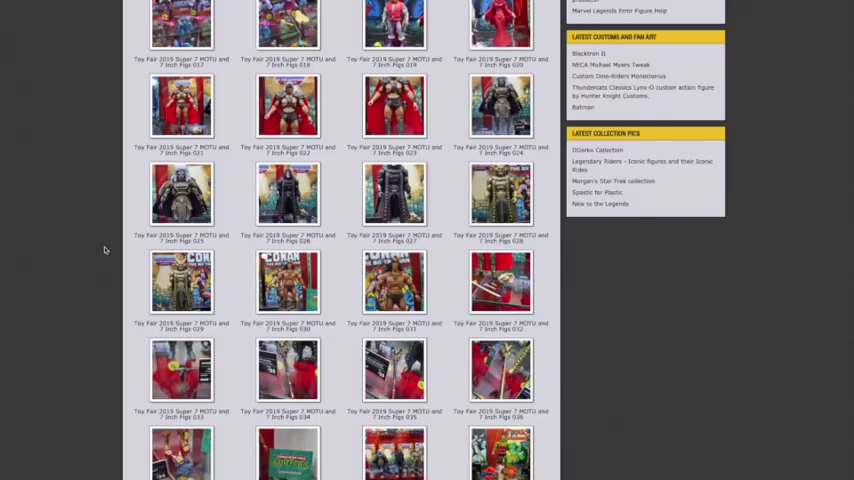 Marvel Legends Error Figure Help
LATEST CUSTOMS AND FAN ART
Blacktron II
NECA Michael Myers Tweak
Custom Dino-Riders Monoclonius
Thundercats Classics Lynx-O custom action figure
by Hunter Knight Customs.
Batman
LATEST COLLECTION PICS
Legendary Riders - Iconic figures and their Iconic
Rides
Morgan's Star Trek collection
Spastic for Plastic
New to the Legends
Toy Fair 2019 Super 7 MOTU and
7 Inch Figs 017
Toy Fair 2019 Super 7 MOTU and
7 Inch Figs 018
Toy Fair 2019 Super 7 MOTU and
7 Inch Figs 019
Toy Fair 2019 Super 7 MOTU and
7 Inch Figs 020
Toy Fair 2019 Super 7 MOTU and
7 Inch Figs 021
Toy Fair 2019 Super 7 MOTU and
7 Inch Figs 022
Toy Fair 2019 Super 7 MOTU and
7 Inch Figs 023
Toy Fair 2019 Super 7 MOTU and
7 Inch Figs 024
Toy Fair 2019 Super 7 MOTU and
7 Inch Figs 025
Toy Fair 2019 Super 7 MOTU and
7 Inch Figs 026
Toy Fair 2019 Super 7 MOTU and
7 Inch Figs 027
Toy Fair 2019 Super 7 MOTU and
7 Inch Figs 028
CONAN
Toy Fair 2019 Super 7 MOTU and
7 Inch Figs 029
Toy Fair 2019 Super 7 MOTU and
7 Inch Figs 030
Toy Fair 2019 Super 7 MOTU and
7 Inch Figs 031
Toy Fair 2019 Super 7 MOTU and
7 Inch Figs 032
Toy Fair 2019 Super 7 MOTU and
7 Inch Figs 033
Toy Fair 2019 Super 7 MOTU and
7 Inch Figs 034
Toy Fair 2019 Super 7 MOTU and
7 Inch Figs 035
Toy Fair 2019 Super 7 MOTU and
7 Inch Figs 036